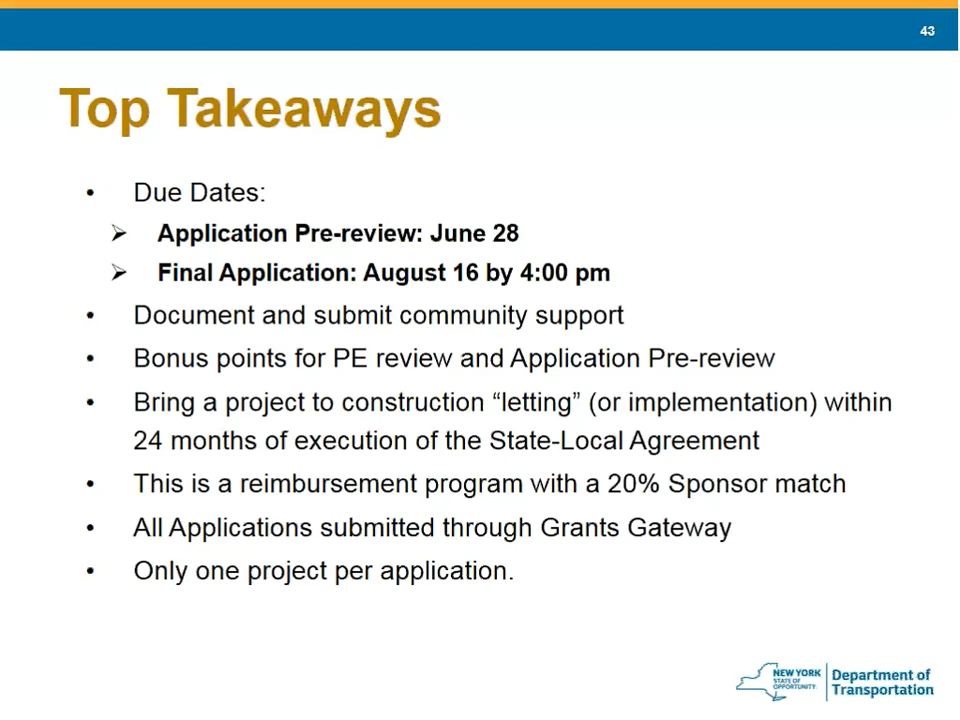 43
Top Takeaways
• Due Dates:
➢ Application Pre-review: June 28
➢ Final Application: August 16 by 4:00 pm
• Document and submit community support
• Bonus points for PE review and Application Pre-review
• Bring a project to construction “letting” (or implementation) within
24 months of execution of the State-Local Agreement
• This is a reimbursement program with a 20% Sponsor match
• All Applications submitted through Grants Gateway
• Only one project per application.
NEW YORK
STATE OF
OPPORTUNITY.
Department of
Transportation